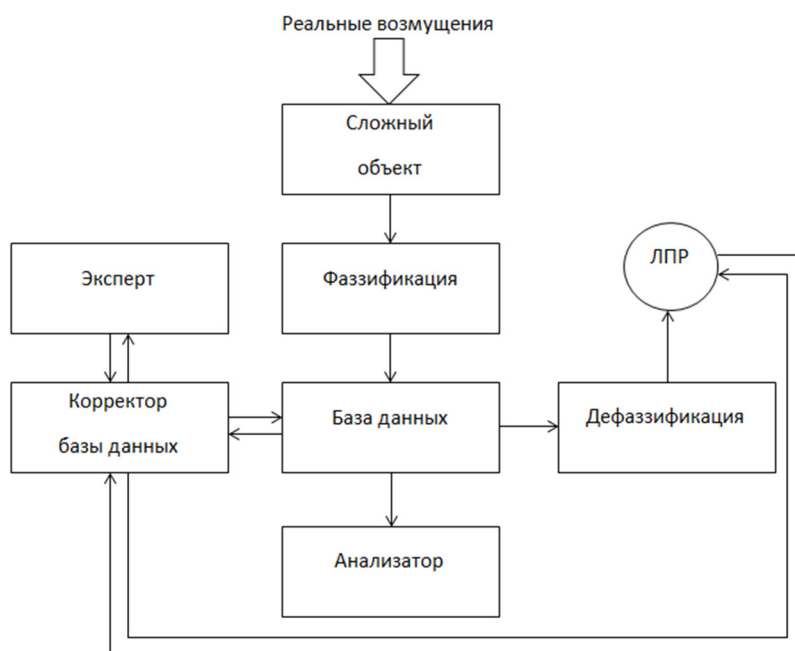 Реальные возмущения
Сложный
объект
Эксперт
Фаззификация
ЛПР
Корректор
базы данных
База данных
Дефаззификация
Анализатор